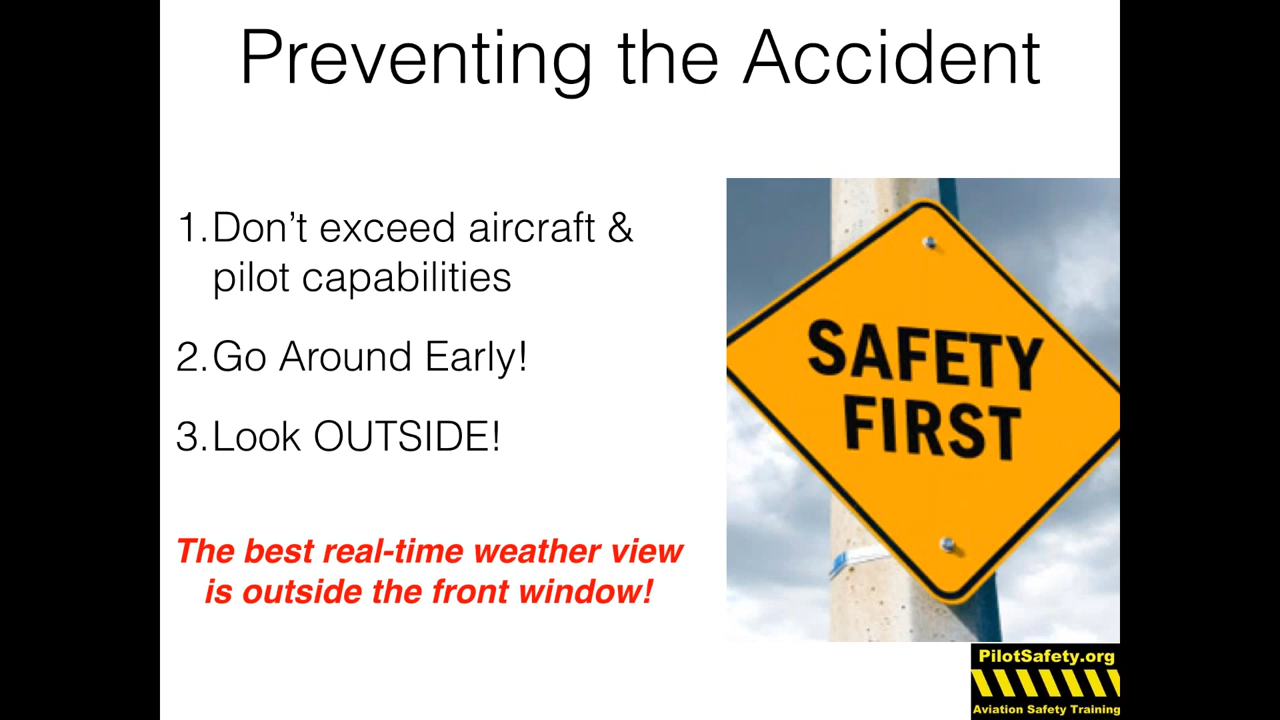 Preventing the Accident
1. Don’t exceed aircraft &
pilot capabilities
2. Go Around Early!
3. Look OUTSIDE!
The best real-time weather view
is outside the front window!
SAFETY
FIRST
PilotSafety.org
Aviation Safety Training